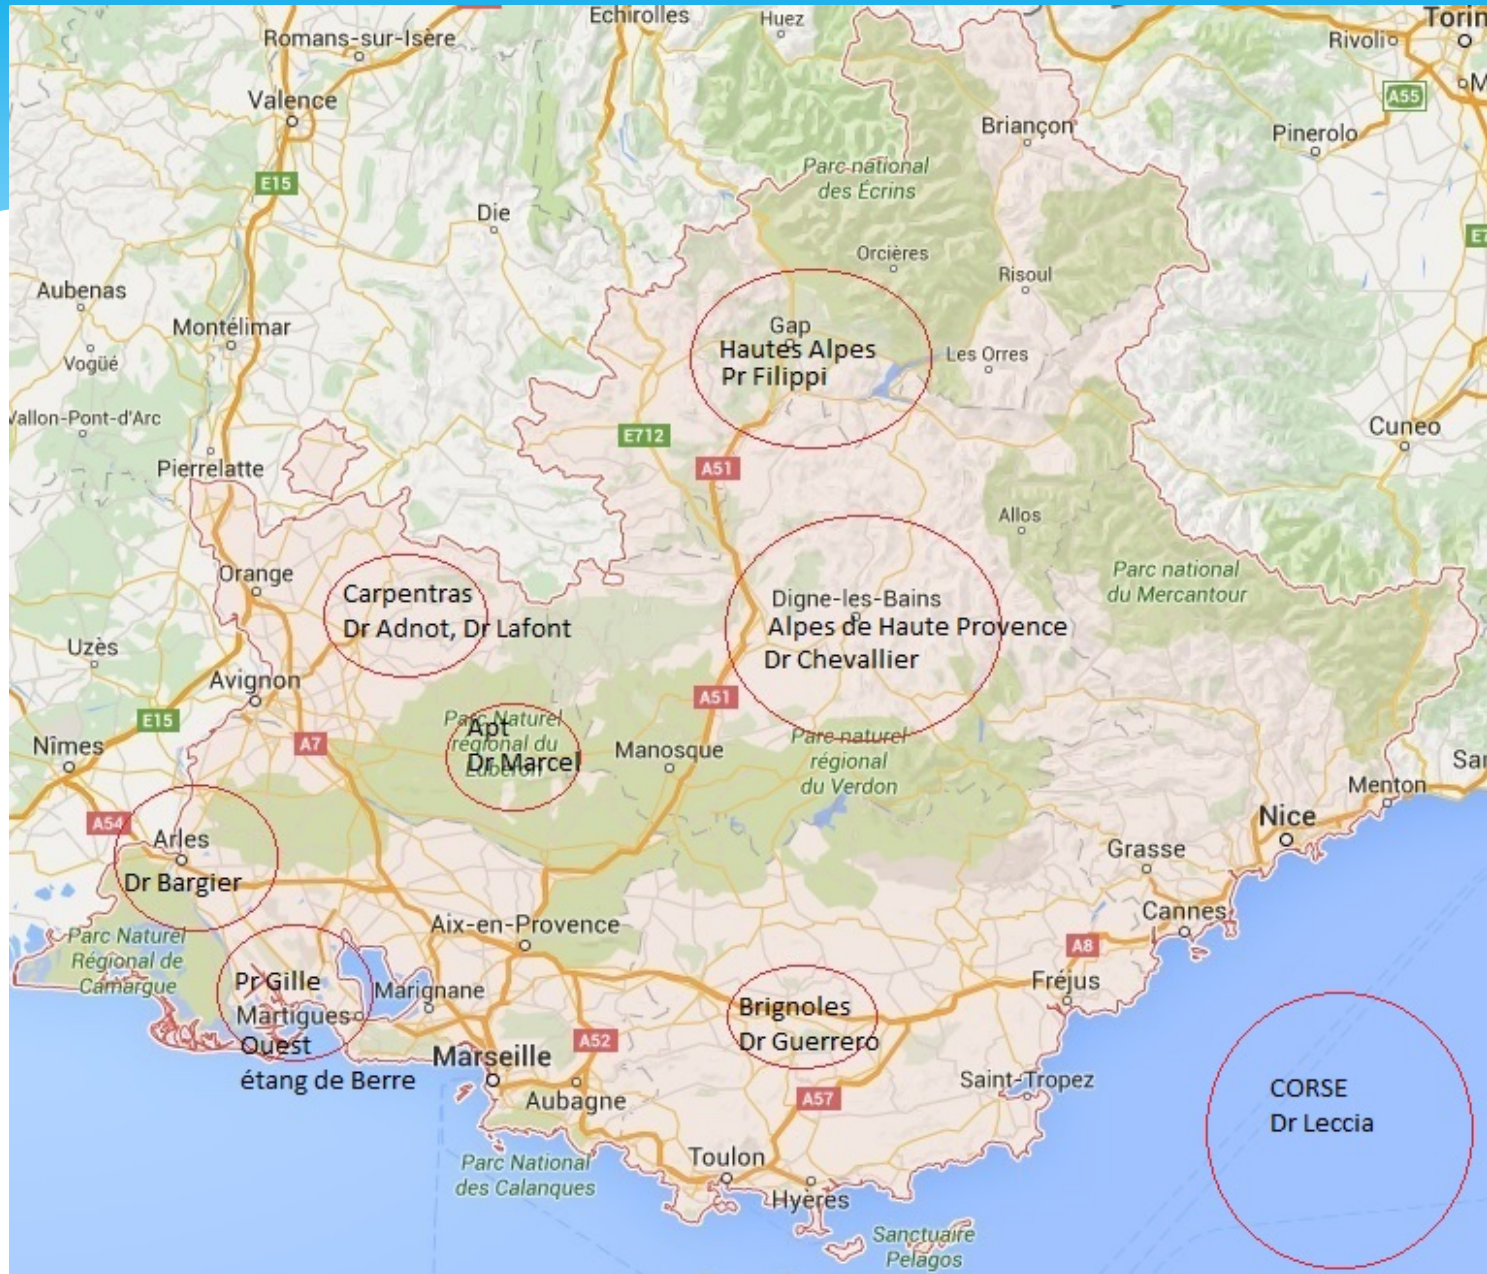 Echirolles
Huez
Torin
Romans-sur-Isère
Rivoli
Valence
A55
Briançon
Pinerolo
Parc national
des Écrins
E15
Die
Orcières
Risoul
Aubenas
Montélimar
Gap
Hautes Alpes
Pr Filippi
Les Orres
Vogüé
Vallon-Pont-d'Arc
E712
Cuneo
Pierrelatte
A51
Allos
Orange
Carpentras
Dr Adnot, Dr Lafont
Parc national
du Mercantour
Digne-les-Bains
Alpes de Haute Provence
Dr Chevallier
Uzès
Avignon
A51
E15
A7
Nîmes
Parc Naturel
régional du
Luberon
Apt
Dr Marcel
Manosque
Parc naturel
régional
du Verdon
Menton
San
Nice
A54
Arles
Dr Bargier
Grasse
Cannes
Aix-en-Provence
A8
Parc Naturel
Régional de
Camargue
Pr Gille
Martigues
Ouest
étang de Berre
Marignane
Fréjus
Brignoles
Dr Guerrero
A52
Marseille
Aubagne
A57
Saint-Tropez
CORSE
Dr Leccia
Toulon
Hyères
Parc National
des Calanques
Sanctuaire
Pelagos